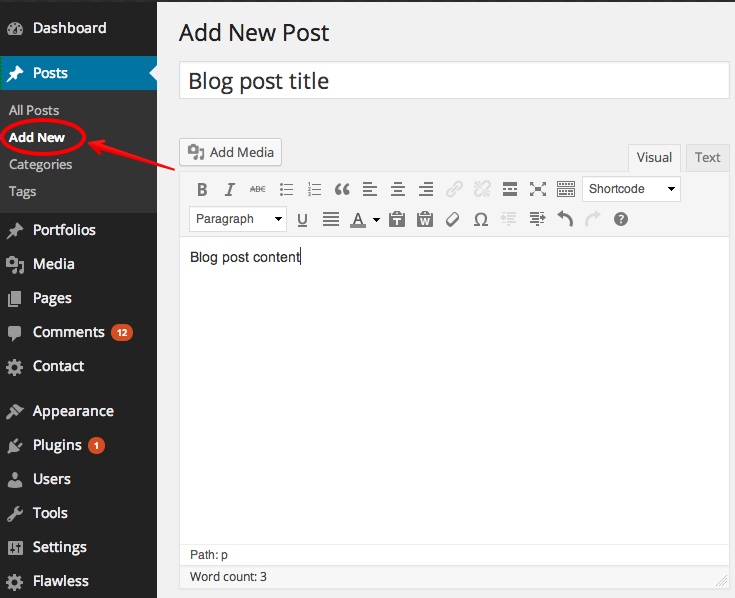 Dashboard
Posts
All Posts
Add New
Categories
Tags
Portfolios
Media
Pages
Comments 12
Contact
Appearance
Plugins 1
Users
Tools
Settings
Flawless
Add New Post
Blog post title
Add Media
Visual Text
B I ABC Shortcode
Paragraph U A T W Ω ?
Blog post content
Path: p
Word count: 3